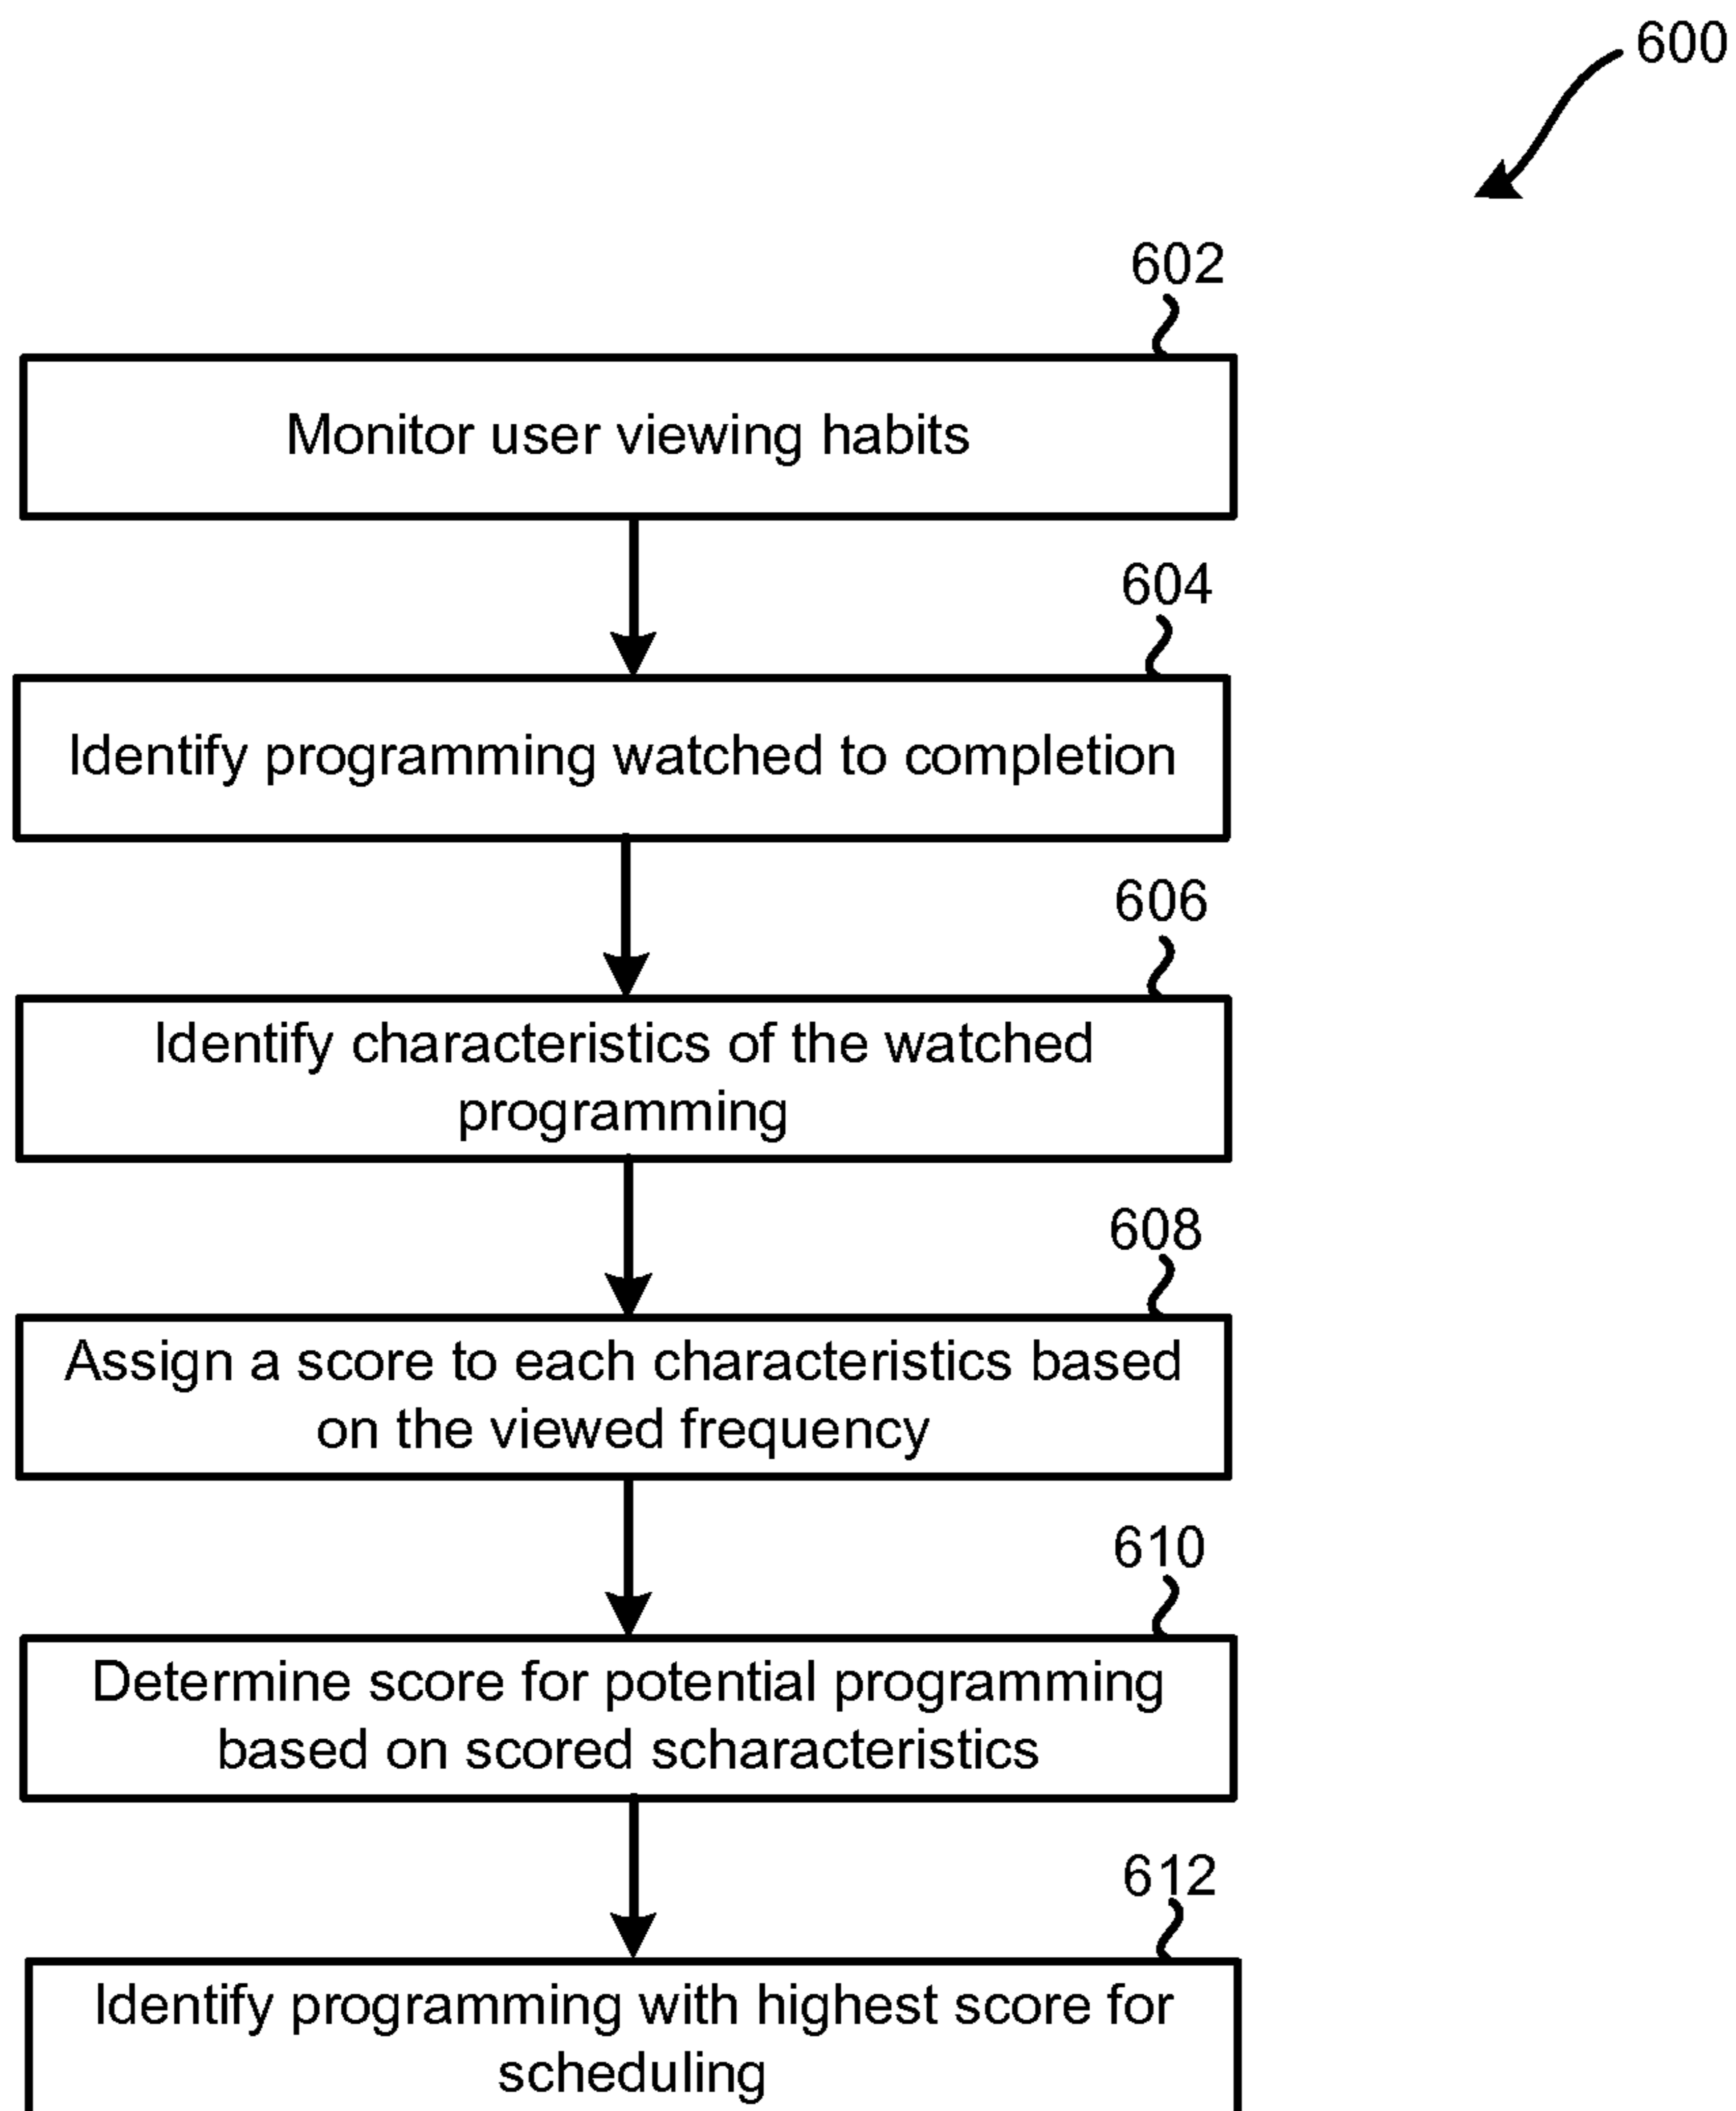 600
602
Monitor user viewing habits
604
Identify programming watched to completion
606
Identify characteristics of the watched
programming
608
Assign a score to each characteristics based
on the viewed frequency
610
Determine score for potential programming
based on scored scharacteristics
612
Identify programming with highest score for
scheduling